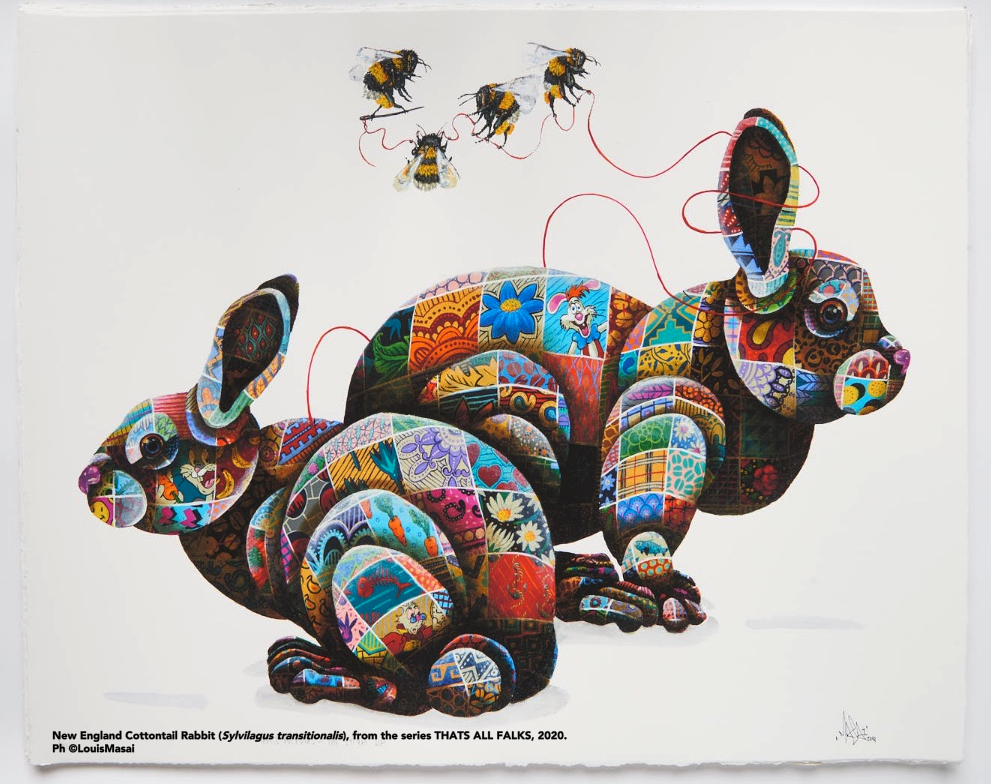 New England Cottontail Rabbit (Sylvilagus transitionalis), from the series THATS ALL FALKS, 2020.
Ph ©LouisMasai